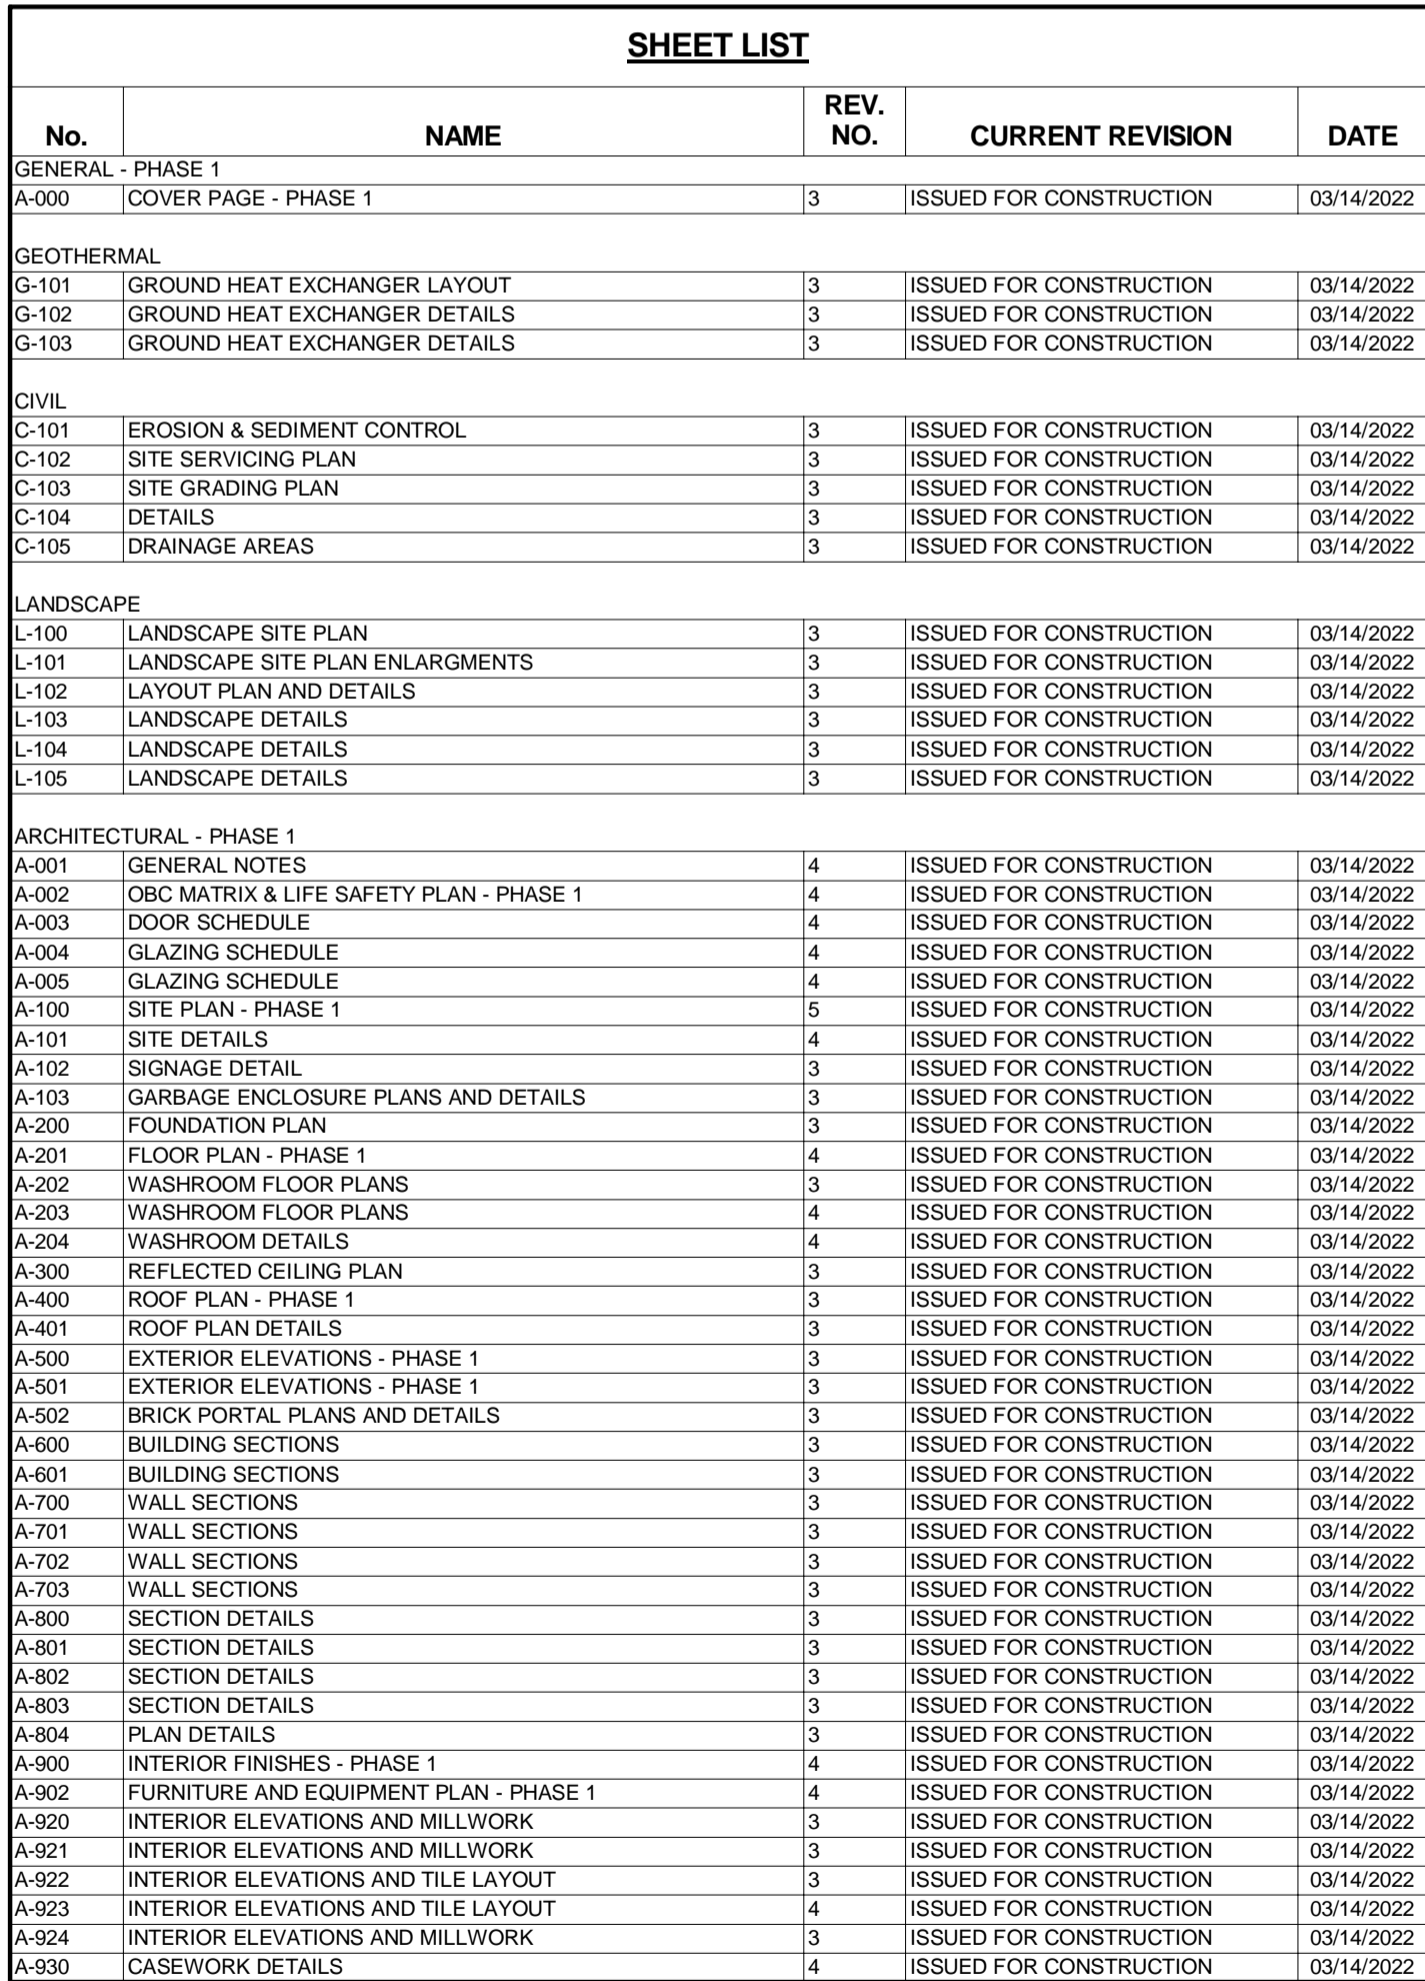 SHEET LIST
No. NAME REV. NO. CURRENT REVISION DATE
GENERAL - PHASE 1
A-000 COVER PAGE - PHASE 1 3 ISSUED FOR CONSTRUCTION 03/14/2022
GEOTHERMAL
G-101 GROUND HEAT EXCHANGER LAYOUT 3 ISSUED FOR CONSTRUCTION 03/14/2022
G-102 GROUND HEAT EXCHANGER DETAILS 3 ISSUED FOR CONSTRUCTION 03/14/2022
G-103 GROUND HEAT EXCHANGER DETAILS 3 ISSUED FOR CONSTRUCTION 03/14/2022
CIVIL
C-101 EROSION & SEDIMENT CONTROL 3 ISSUED FOR CONSTRUCTION 03/14/2022
C-102 SITE SERVICING PLAN 3 ISSUED FOR CONSTRUCTION 03/14/2022
C-103 SITE GRADING PLAN 3 ISSUED FOR CONSTRUCTION 03/14/2022
C-104 DETAILS 3 ISSUED FOR CONSTRUCTION 03/14/2022
C-105 DRAINAGE AREAS 3 ISSUED FOR CONSTRUCTION 03/14/2022
LANDSCAPE
L-100 LANDSCAPE SITE PLAN 3 ISSUED FOR CONSTRUCTION 03/14/2022
L-101 LANDSCAPE SITE PLAN ENLARGMENTS 3 ISSUED FOR CONSTRUCTION 03/14/2022
L-102 LAYOUT PLAN AND DETAILS 3 ISSUED FOR CONSTRUCTION 03/14/2022
L-103 LANDSCAPE DETAILS 3 ISSUED FOR CONSTRUCTION 03/14/2022
L-104 LANDSCAPE DETAILS 3 ISSUED FOR CONSTRUCTION 03/14/2022
L-105 LANDSCAPE DETAILS 3 ISSUED FOR CONSTRUCTION 03/14/2022
ARCHITECTURAL - PHASE 1
A-001 GENERAL NOTES 4 ISSUED FOR CONSTRUCTION 03/14/2022
A-002 OBC MATRIX & LIFE SAFETY PLAN - PHASE 1 4 ISSUED FOR CONSTRUCTION 03/14/2022
A-003 DOOR SCHEDULE 4 ISSUED FOR CONSTRUCTION 03/14/2022
A-004 GLAZING SCHEDULE 4 ISSUED FOR CONSTRUCTION 03/14/2022
A-005 GLAZING SCHEDULE 4 ISSUED FOR CONSTRUCTION 03/14/2022
A-100 SITE PLAN - PHASE 1 5 ISSUED FOR CONSTRUCTION 03/14/2022
A-101 SITE DETAILS 4 ISSUED FOR CONSTRUCTION 03/14/2022
A-102 SIGNAGE DETAIL 3 ISSUED FOR CONSTRUCTION 03/14/2022
A-103 GARBAGE ENCLOSURE PLANS AND DETAILS 3 ISSUED FOR CONSTRUCTION 03/14/2022
A-200 FOUNDATION PLAN 3 ISSUED FOR CONSTRUCTION 03/14/2022
A-201 FLOOR PLAN - PHASE 1 4 ISSUED FOR CONSTRUCTION 03/14/2022
A-202 WASHROOM FLOOR PLANS 3 ISSUED FOR CONSTRUCTION 03/14/2022
A-203 WASHROOM FLOOR PLANS 4 ISSUED FOR CONSTRUCTION 03/14/2022
A-204 WASHROOM DETAILS 4 ISSUED FOR CONSTRUCTION 03/14/2022
A-300 REFLECTED CEILING PLAN 3 ISSUED FOR CONSTRUCTION 03/14/2022
A-400 ROOF PLAN - PHASE 1 3 ISSUED FOR CONSTRUCTION 03/14/2022
A-401 ROOF PLAN DETAILS 3 ISSUED FOR CONSTRUCTION 03/14/2022
A-500 EXTERIOR ELEVATIONS - PHASE 1 3 ISSUED FOR CONSTRUCTION 03/14/2022
A-501 EXTERIOR ELEVATIONS - PHASE 1 3 ISSUED FOR CONSTRUCTION 03/14/2022
A-502 BRICK PORTAL PLANS AND DETAILS 3 ISSUED FOR CONSTRUCTION 03/14/2022
A-600 BUILDING SECTIONS 3 ISSUED FOR CONSTRUCTION 03/14/2022
A-601 BUILDING SECTIONS 3 ISSUED FOR CONSTRUCTION 03/14/2022
A-700 WALL SECTIONS 3 ISSUED FOR CONSTRUCTION 03/14/2022
A-701 WALL SECTIONS 3 ISSUED FOR CONSTRUCTION 03/14/2022
A-702 WALL SECTIONS 3 ISSUED FOR CONSTRUCTION 03/14/2022
A-703 WALL SECTIONS 3 ISSUED FOR CONSTRUCTION 03/14/2022
A-800 SECTION DETAILS 3 ISSUED FOR CONSTRUCTION 03/14/2022
A-801 SECTION DETAILS 3 ISSUED FOR CONSTRUCTION 03/14/2022
A-802 SECTION DETAILS 3 ISSUED FOR CONSTRUCTION 03/14/2022
A-803 SECTION DETAILS 3 ISSUED FOR CONSTRUCTION 03/14/2022
A-804 PLAN DETAILS 3 ISSUED FOR CONSTRUCTION 03/14/2022
A-900 INTERIOR FINISHES - PHASE 1 4 ISSUED FOR CONSTRUCTION 03/14/2022
A-902 FURNITURE AND EQUIPMENT PLAN - PHASE 1 4 ISSUED FOR CONSTRUCTION 03/14/2022
A-920 INTERIOR ELEVATIONS AND MILLWORK 3 ISSUED FOR CONSTRUCTION 03/14/2022
A-921 INTERIOR ELEVATIONS AND MILLWORK 3 ISSUED FOR CONSTRUCTION 03/14/2022
A-922 INTERIOR ELEVATIONS AND TILE LAYOUT 3 ISSUED FOR CONSTRUCTION 03/14/2022
A-923 INTERIOR ELEVATIONS AND TILE LAYOUT 4 ISSUED FOR CONSTRUCTION 03/14/2022
A-924 INTERIOR ELEVATIONS AND MILLWORK 3 ISSUED FOR CONSTRUCTION 03/14/2022
A-930 CASEWORK DETAILS 4 ISSUED FOR CONSTRUCTION 03/14/2022